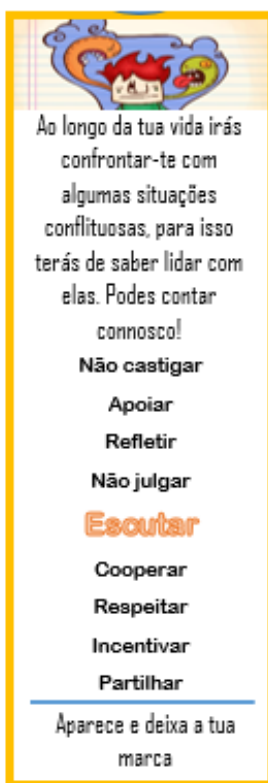 Ao longo da tua vida irás
confrontar-te com
algumas situações
conflituosas, para isso
terás de saber lidar com
elas. Podes contar
connosco!
Não castigar
Apoiar
Refletir
Não julgar
Escutar
Cooperar
Respeitar
Incentivar
Partilhar
Aparece e deixa a tua
marca